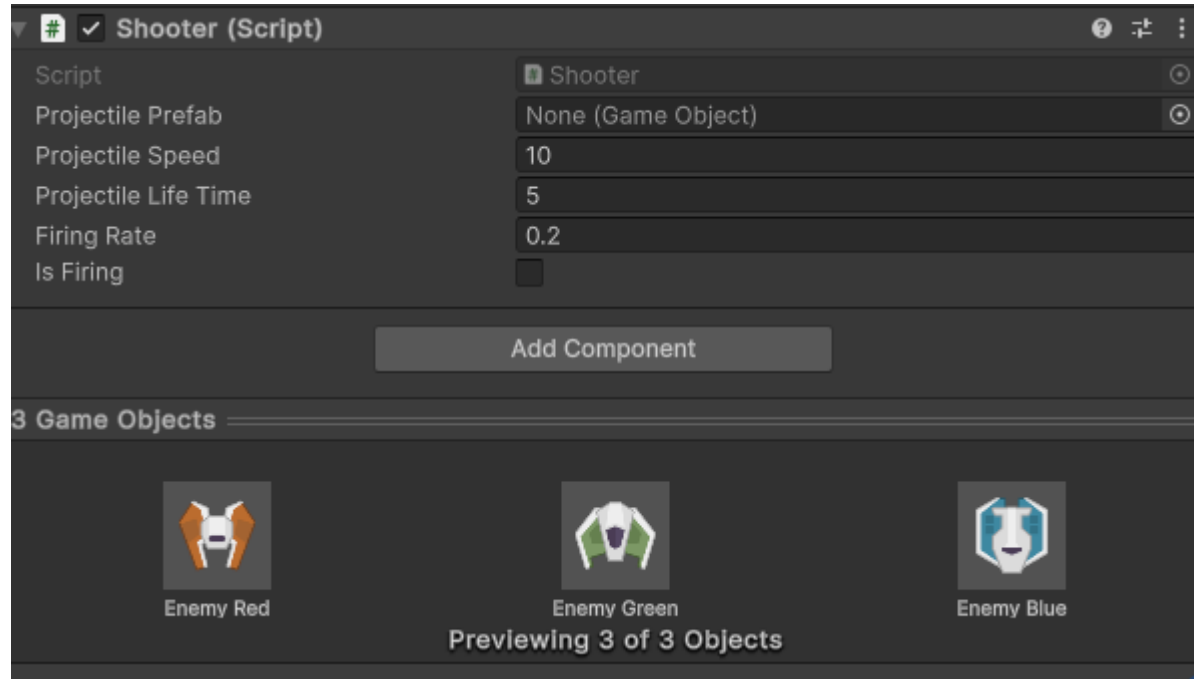 # Shooter (Script)
Script # Shooter
Projectile Prefab None (Game Object)
Projectile Speed 10
Projectile Life Time 5
Firing Rate 0.2
Is Firing
Add Component
3 Game Objects
Enemy Red Enemy Green Enemy Blue
Previewing 3 of 3 Objects